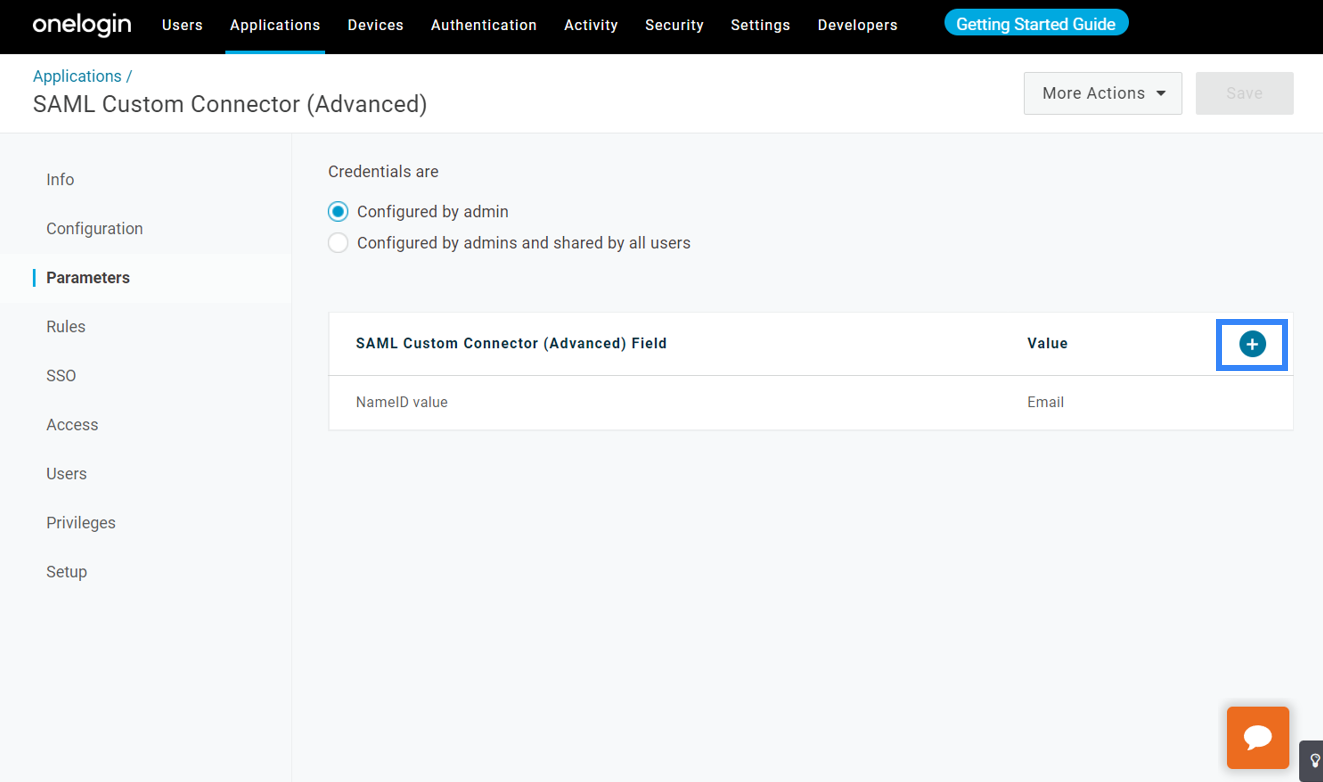 onelogin Users Applications Devices Authentication Activity Security Settings Developers Getting Started Guide
Applications /
SAML Custom Connector (Advanced)
More Actions Save
Info
Configuration
Parameters
Rules
SSO
Access
Users
Privileges
Setup
Credentials are
Configured by admin
Configured by admins and shared by all users
SAML Custom Connector (Advanced) Field Value
NameID value Email